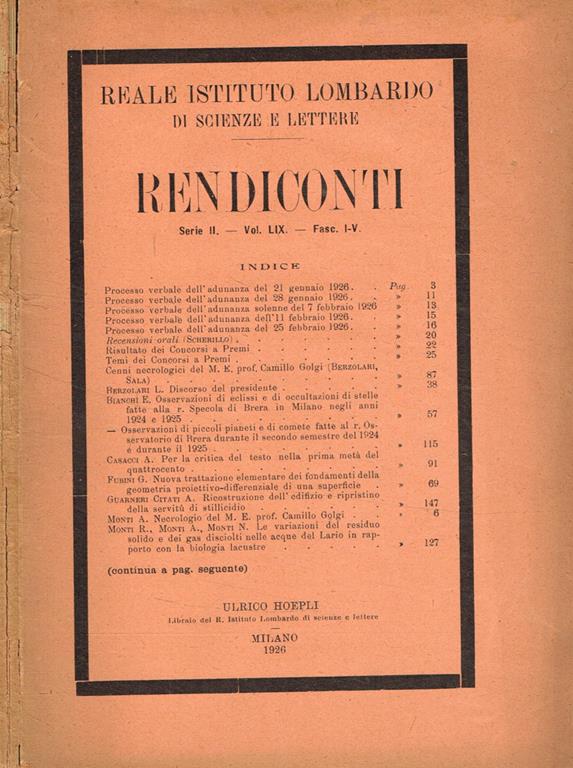 REALE ISTITUTO LOMBARDO
DI SCIENZE E LETTERE
RENDICONTI
Serie II. — Vol. LIX. — Fasc. I-V.
INDICE
Processo verbale dell'adunanza del 21 gennaio 1926. . Pag. 3
Processo verbale dell'adunanza del 28 gennaio 1926. . » 11
Processo verbale dell'adunanza solenne del 7 febbraio 1926 » 13
Processo verbale dell'adunanza dell'11 febbraio 1926. . » 15
Processo verbale dell'adunanza del 25 febbraio 1926. . » 16
Recensioni orali (SCHERILLO). . . . . . . » 20
Risultato dei Concorsi a Premi . . . . . . » 22
Temi dei Concorsi a Premi . . . . . . . » 25
Cenni necrologici del M. E. prof. Camillo Golgi (BERZOLARI,
SALA) . . . . . . . . . . » 87
BERZOLARI L. Discorso del presidente . . . . . » 38
BIANCHI E. Osservazioni di eclissi e di occultazioni di stelle
fatte alla r. Specola di Brera in Milano negli anni
1924 e 1925 . . . . . . . . . » 57
— Osservazioni di piccoli pianeti e di comete fatte al r. Os-
servatorio di Brera durante il secondo semestre del 1924
e durante il 1925 . . . . . . . . » 115
CASACCI A. Per la critica del testo nella prima metà del
quattrocento . . . . . . . . . » 91
FUBINI G. Nuova trattazione elementare dei fondamenti della
geometria proiettivo-differenziale di una superficie . » 69
GUARNERI CITATI A. Ricostruzione dell'edifizio e ripristino
della servitù di stillicidio . . . . . . » 147
MONTI A. Necrologio del M. E. prof. Camillo Golgi . . » 6
MONTI R., MONTI A., MONTI N. Le variazioni del residuo
solido e dei gas disciolti nelle acque del Lario in rap-
porto con la biologia lacustre . . . . . » 127
(continua a pag. seguente)
ULRICO HOEPLI
Libraio del R. Istituto Lombardo di scienze e lettere
MILANO
1926